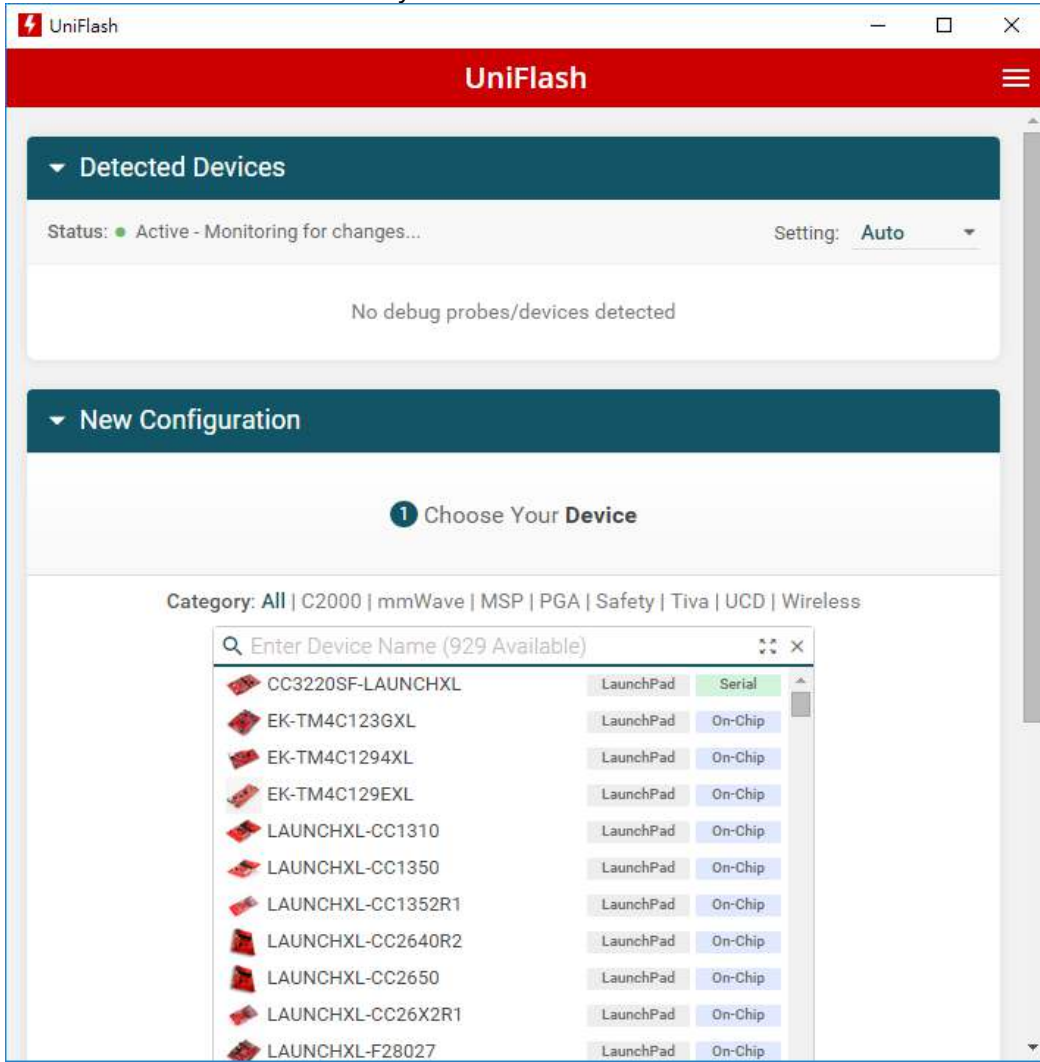 UniFlash
UniFlash
Detected Devices
Status: ● Active - Monitoring for changes... Setting: Auto
No debug probes/devices detected
New Configuration
1 Choose Your Device
Category: All | C2000 | mmWave | MSP | PGA | Safety | Tiva | UCD | Wireless
Enter Device Name (929 Available)
CC3220SF-LAUNCHXL LaunchPad Serial
EK-TM4C123GXL LaunchPad On-Chip
EK-TM4C1294XL LaunchPad On-Chip
EK-TM4C129EXL LaunchPad On-Chip
LAUNCHXL-CC1310 LaunchPad On-Chip
LAUNCHXL-CC1350 LaunchPad On-Chip
LAUNCHXL-CC1352R1 LaunchPad On-Chip
LAUNCHXL-CC2640R2 LaunchPad On-Chip
LAUNCHXL-CC2650 LaunchPad On-Chip
LAUNCHXL-CC26X2R1 LaunchPad On-Chip
LAUNCHXL-F28027 LaunchPad On-Chip